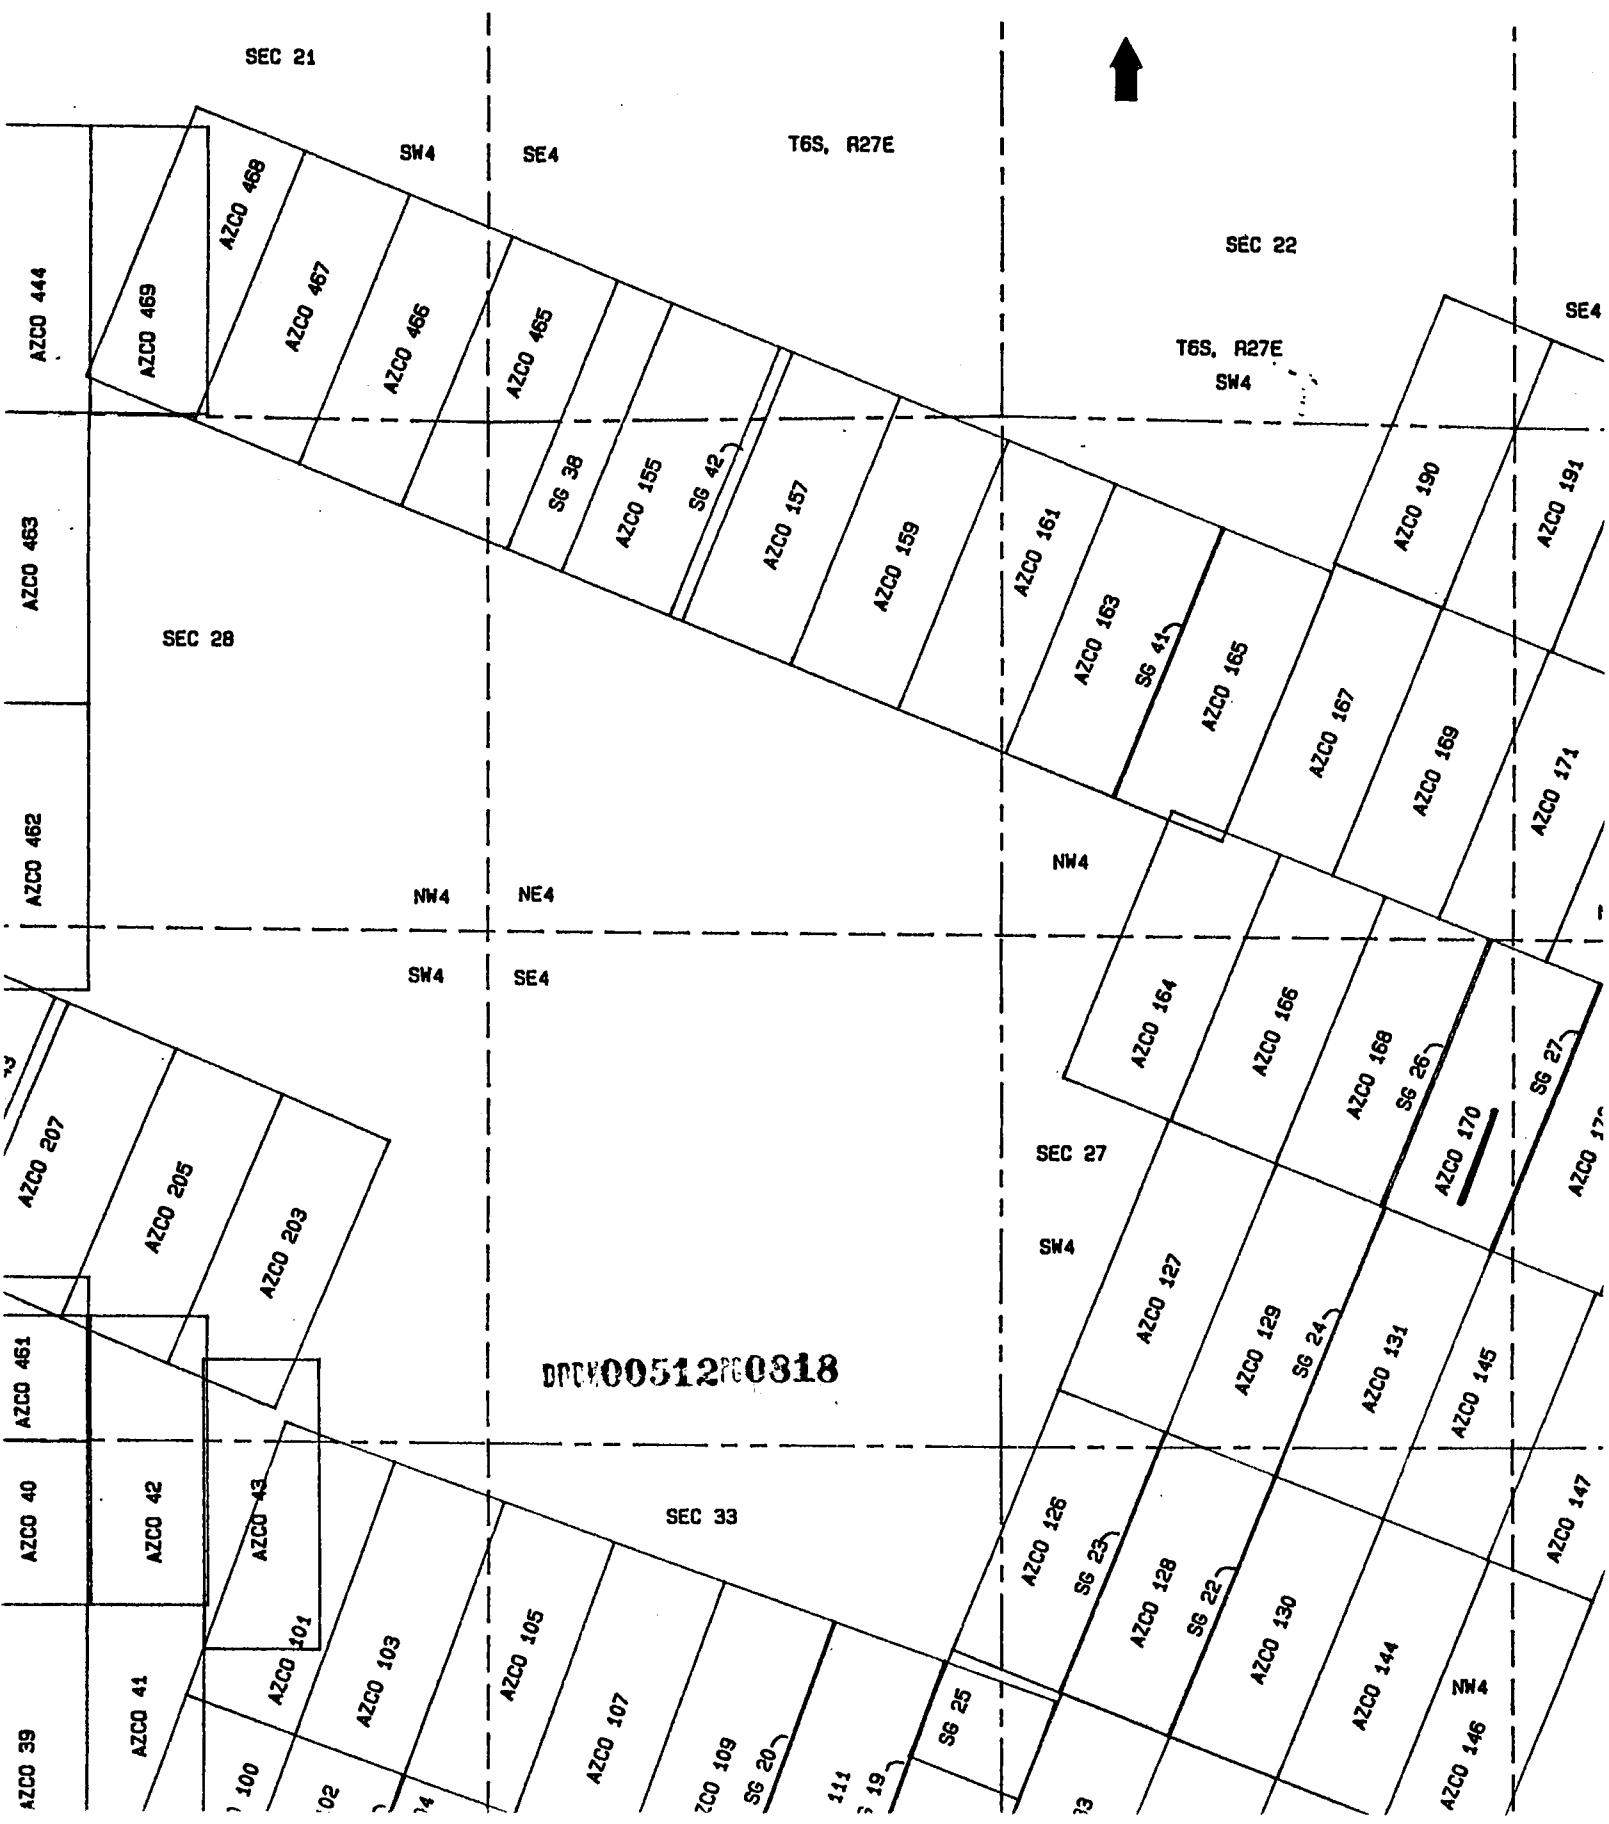 SEC 21
SW4
SE4
T6S, R27E
SEC 22
SE4
T6S, R27E
SW4
AZCO 444
AZCO 469
AZCO 468
AZCO 467
AZCO 466
AZCO 465
SG 38
AZCO 155
SG 42
AZCO 157
AZCO 159
AZCO 161
AZCO 163
SG 41
AZCO 165
AZCO 167
AZCO 169
AZCO 171
AZCO 190
AZCO 191
AZCO 463
SEC 28
AZCO 462
NW4
NE4
NW4
SW4
SE4
AZCO 164
AZCO 166
AZCO 168
SG 26
AZCO 170
SG 27
AZCO 207
AZCO 205
AZCO 203
SEC 27
SW4
AZCO 127
AZCO 129
SG 24
AZCO 131
AZCO 145
AZCO 147
AZCO 461
00512 0318
AZCO 40
AZCO 42
AZCO 43
SEC 33
AZCO 126
SG 23
AZCO 128
SG 22
AZCO 130
AZCO 144
NW4
AZCO 146
AZCO 39
AZCO 41
AZCO 101
AZCO 103
AZCO 105
AZCO 107
ZCO 109
SG 20
111
19
SG 25
100
02